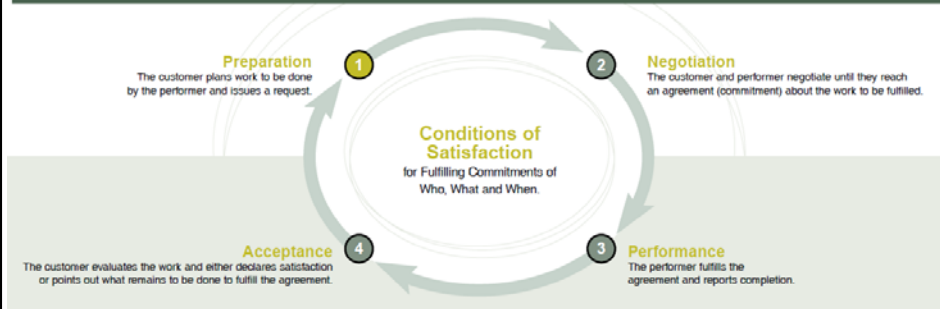 1
Preparation
The customer plans work to be done
by the performer and issues a request.
2
Negotiation
The customer and performer negotiate until they reach
an agreement (commitment) about the work to be fulfilled.
Conditions of
Satisfaction
for Fulfilling Commitments of
Who, What and When.
4
Acceptance
The customer evaluates the work and either declares satisfaction
or points out what remains to be done to fulfill the agreement.
3
Performance
The performer fulfills the
agreement and reports completion.